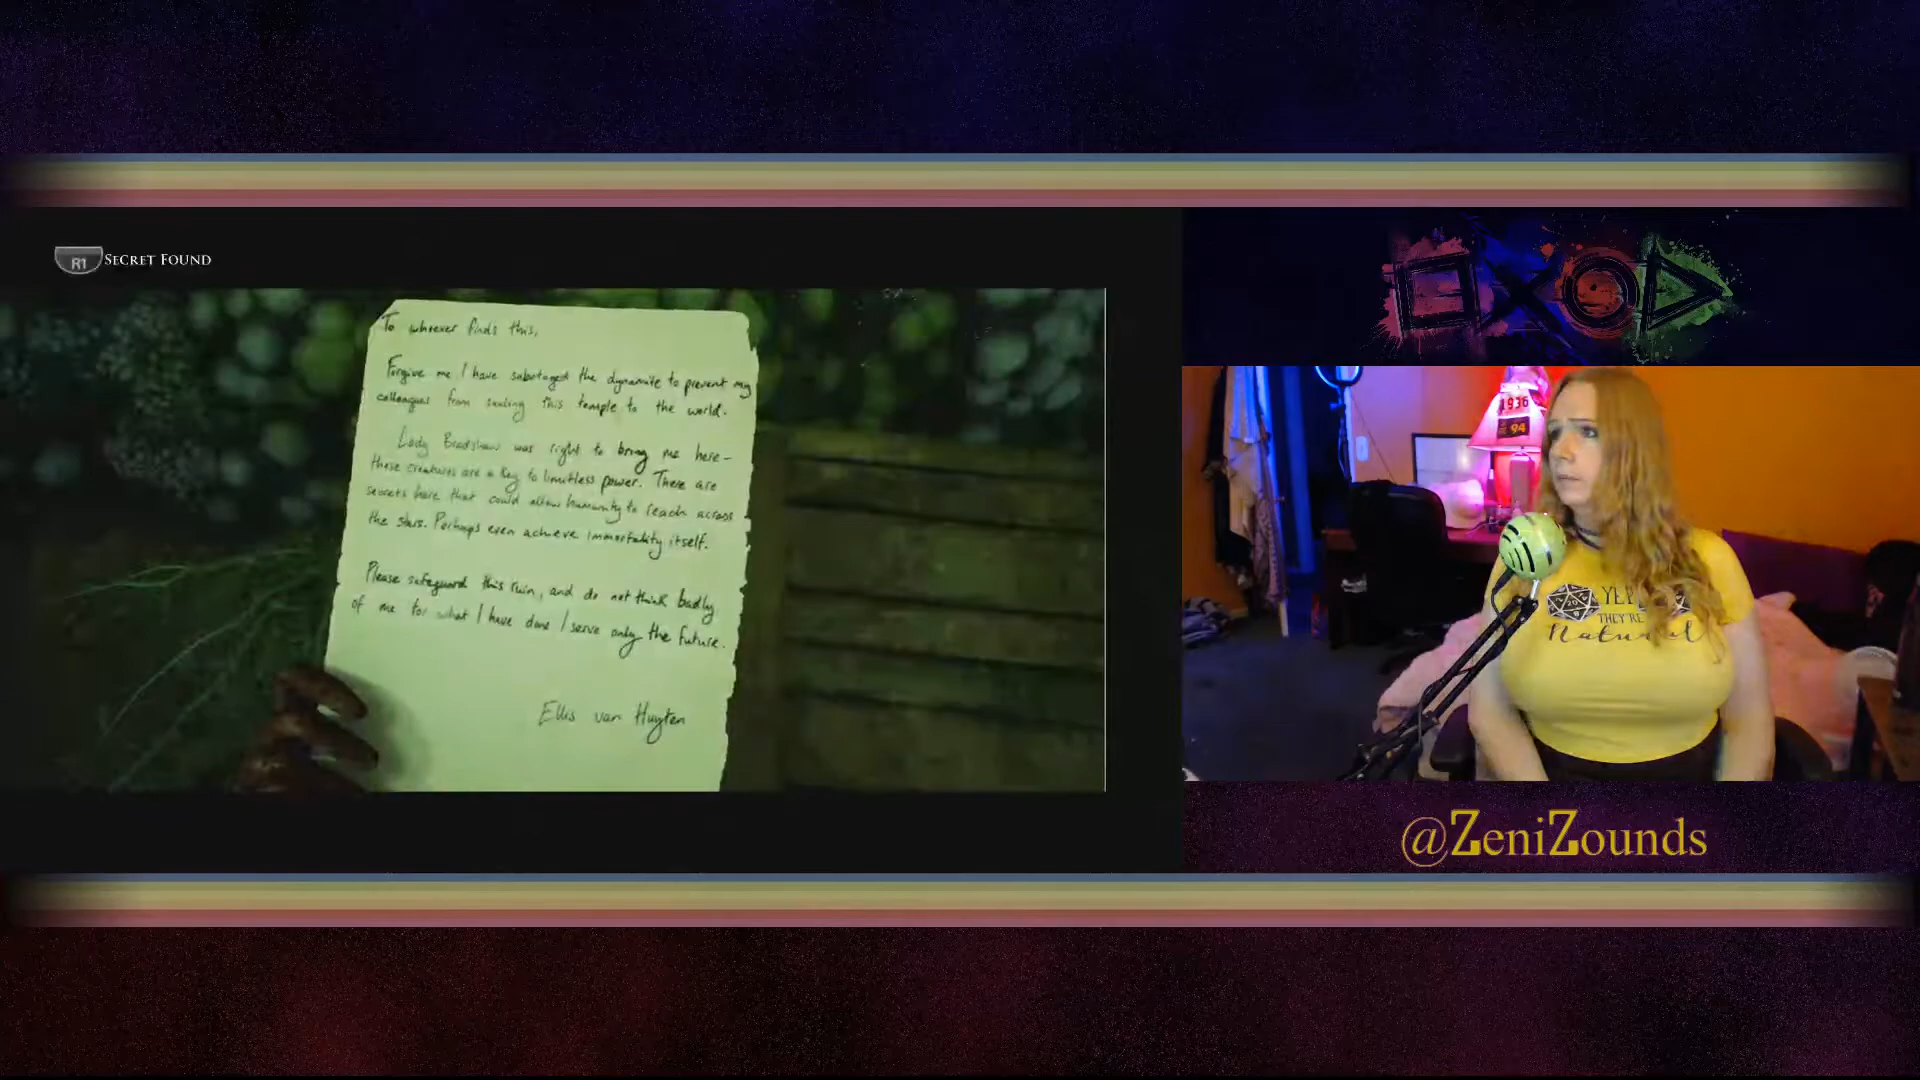 R1 SECRET FOUND
To whoever finds this,
Forgive me I have sabotaged the dynamite to prevent my
colleagues from sealing this temple to the world.
Lady Bradshaw was right to bring me here -
these creatures are a key to limitless power. There are
secrets here that could allow humanity to reach across
the stars. Perhaps even achieve immortality itself.
Please safeguard this ruin, and do not think badly
of me for what I have done I serve only the future.
Ellis van Huyten
1936
94
THEY'RE
Natural
@ZeniZounds